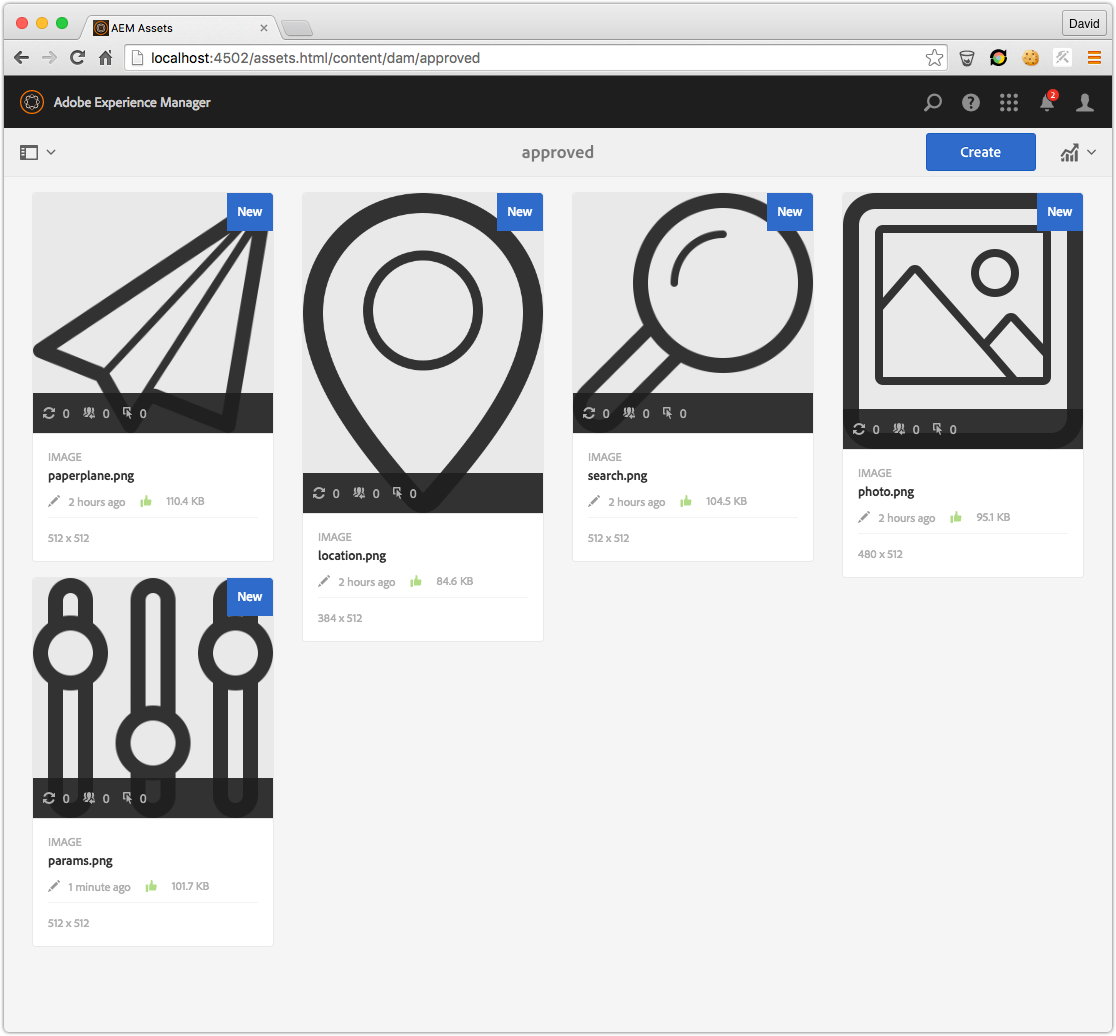 AEM Assets
David
localhost:4502/assets.html/content/dam/approved
Adobe Experience Manager
2
approved
Create
New
0 0 0
IMAGE
paperplane.png
2 hours ago 110.4 KB
512 x 512
New
0 0 0
IMAGE
location.png
2 hours ago 84.6 KB
384 x 512
New
0 0 0
IMAGE
search.png
2 hours ago 104.5 KB
512 x 512
New
0 0 0
IMAGE
photo.png
2 hours ago 95.1 KB
480 x 512
New
0 0 0
IMAGE
params.png
1 minute ago 101.7 KB
512 x 512